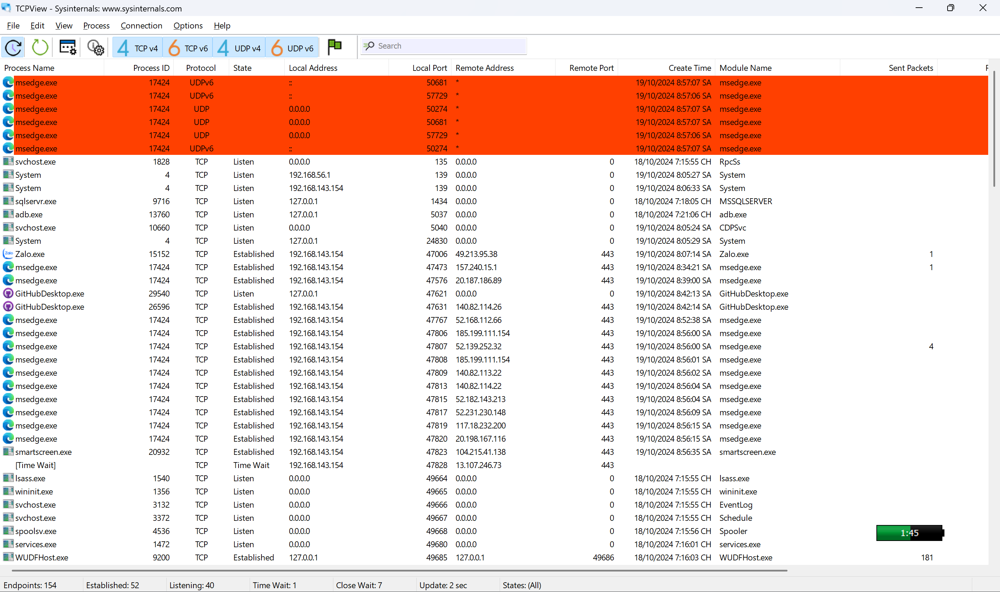 TCPView - Sysinternals: www.sysinternals.com
File Edit View Process Connection Options Help
4 TCP v4 6 TCP v6 4 UDP v4 6 UDP v6 Search
Process Name Process ID Protocol State Local Address Local Port Remote Address Remote Port Create Time Module Name Sent Packets
msedge.exe 17424 UDPv6 :: 50681 * 19/10/2024 8:57:07 SA msedge.exe
msedge.exe 17424 UDPv6 :: 57729 * 19/10/2024 8:57:06 SA msedge.exe
msedge.exe 17424 UDP 0.0.0.0 50274 * 19/10/2024 8:57:07 SA msedge.exe
msedge.exe 17424 UDP 0.0.0.0 50681 * 19/10/2024 8:57:07 SA msedge.exe
msedge.exe 17424 UDP 0.0.0.0 57729 * 19/10/2024 8:57:06 SA msedge.exe
msedge.exe 17424 UDPv6 :: 50274 * 19/10/2024 8:57:07 SA msedge.exe
svchost.exe 1828 TCP Listen 0.0.0.0 135 0.0.0.0 0 18/10/2024 7:15:55 CH RpcSs
System 4 TCP Listen 192.168.56.1 139 0.0.0.0 0 19/10/2024 8:05:27 SA System
System 4 TCP Listen 192.168.143.154 139 0.0.0.0 0 19/10/2024 8:06:33 SA System
sqlservr.exe 9716 TCP Listen 127.0.0.1 1434 0.0.0.0 0 18/10/2024 7:18:05 CH MSSQLSERVER
adb.exe 13760 TCP Listen 127.0.0.1 5037 0.0.0.0 0 18/10/2024 7:21:06 CH adb.exe
svchost.exe 10660 TCP Listen 0.0.0.0 5040 0.0.0.0 0 19/10/2024 8:05:24 SA CDPSvc
System 4 TCP Listen 127.0.0.1 24830 0.0.0.0 0 19/10/2024 8:05:29 SA System
Zalo Zalo.exe 15152 TCP Established 192.168.143.154 47006 49.213.95.38 443 19/10/2024 8:07:14 SA Zalo.exe 1
msedge.exe 17424 TCP Established 192.168.143.154 47473 157.240.15.1 443 19/10/2024 8:34:21 SA msedge.exe 1
msedge.exe 17424 TCP Established 192.168.143.154 47576 20.187.186.89 443 19/10/2024 8:39:00 SA msedge.exe
GitHubDesktop.exe 29540 TCP Listen 127.0.0.1 47621 0.0.0.0 0 19/10/2024 8:42:13 SA GitHubDesktop.exe
GitHubDesktop.exe 26596 TCP Established 192.168.143.154 47631 140.82.114.26 443 19/10/2024 8:42:14 SA GitHubDesktop.exe
msedge.exe 17424 TCP Established 192.168.143.154 47767 52.168.112.66 443 19/10/2024 8:52:38 SA msedge.exe
msedge.exe 17424 TCP Established 192.168.143.154 47806 185.199.111.154 443 19/10/2024 8:56:00 SA msedge.exe
msedge.exe 17424 TCP Established 192.168.143.154 47807 52.139.252.32 443 19/10/2024 8:56:00 SA msedge.exe 4
msedge.exe 17424 TCP Established 192.168.143.154 47808 185.199.111.154 443 19/10/2024 8:56:01 SA msedge.exe
msedge.exe 17424 TCP Established 192.168.143.154 47809 140.82.113.22 443 19/10/2024 8:56:02 SA msedge.exe
msedge.exe 17424 TCP Established 192.168.143.154 47813 140.82.114.22 443 19/10/2024 8:56:04 SA msedge.exe
msedge.exe 17424 TCP Established 192.168.143.154 47815 52.182.143.213 443 19/10/2024 8:56:04 SA msedge.exe
msedge.exe 17424 TCP Established 192.168.143.154 47817 52.231.230.148 443 19/10/2024 8:56:09 SA msedge.exe
msedge.exe 17424 TCP Established 192.168.143.154 47819 117.18.232.200 443 19/10/2024 8:56:15 SA msedge.exe
msedge.exe 17424 TCP Established 192.168.143.154 47820 20.198.167.116 443 19/10/2024 8:56:15 SA msedge.exe
smartscreen.exe 20932 TCP Established 192.168.143.154 47823 104.215.41.138 443 19/10/2024 8:56:35 SA smartscreen.exe
[Time Wait] TCP Time Wait 192.168.143.154 47828 13.107.246.73 443
lsass.exe 1540 TCP Listen 0.0.0.0 49664 0.0.0.0 0 18/10/2024 7:15:55 CH lsass.exe
wininit.exe 1356 TCP Listen 0.0.0.0 49665 0.0.0.0 0 18/10/2024 7:15:55 CH wininit.exe
svchost.exe 3132 TCP Listen 0.0.0.0 49666 0.0.0.0 0 18/10/2024 7:15:55 CH EventLog
svchost.exe 3372 TCP Listen 0.0.0.0 49667 0.0.0.0 0 18/10/2024 7:15:55 CH Schedule
spoolsv.exe 4536 TCP Listen 0.0.0.0 49668 0.0.0.0 0 18/10/2024 7:15:56 CH Spooler 1:45
services.exe 1472 TCP Listen 0.0.0.0 49680 0.0.0.0 0 18/10/2024 7:16:01 CH services.exe
WUDFHost.exe 9200 TCP Established 127.0.0.1 49685 127.0.0.1 49686 18/10/2024 7:16:03 CH WUDFHost.exe 181
Endpoints: 154 Established: 52 Listening: 40 Time Wait: 1 Close Wait: 7 Update: 2 sec States: (All)